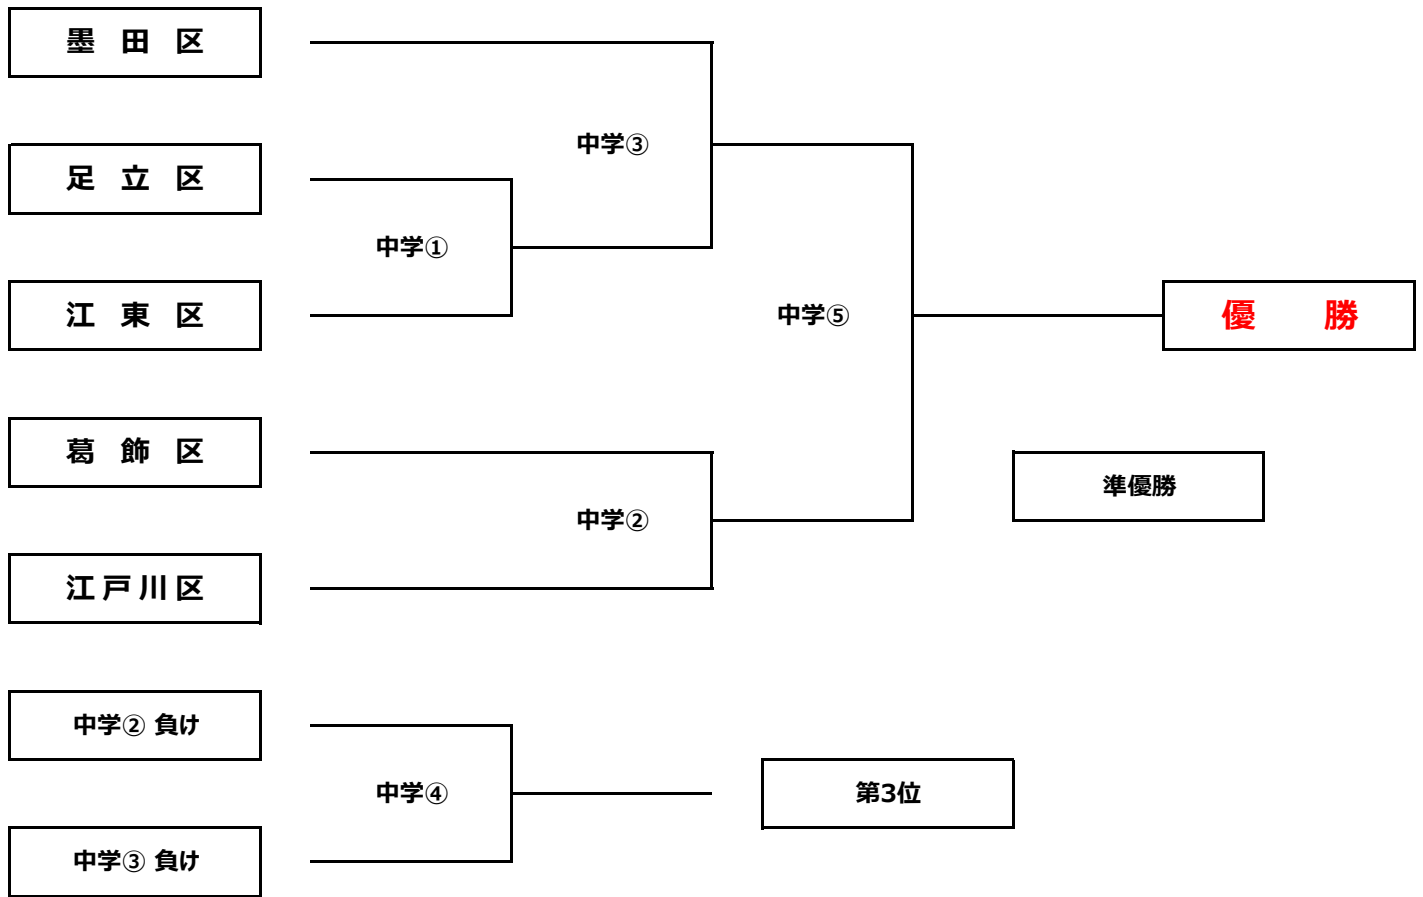 墨田区
中学③
足立区
中学①
江東区
中学⑤
優勝
葛飾区
準優勝
中学②
江戸川区
中学② 負け
中学④
第3位
中学③ 負け